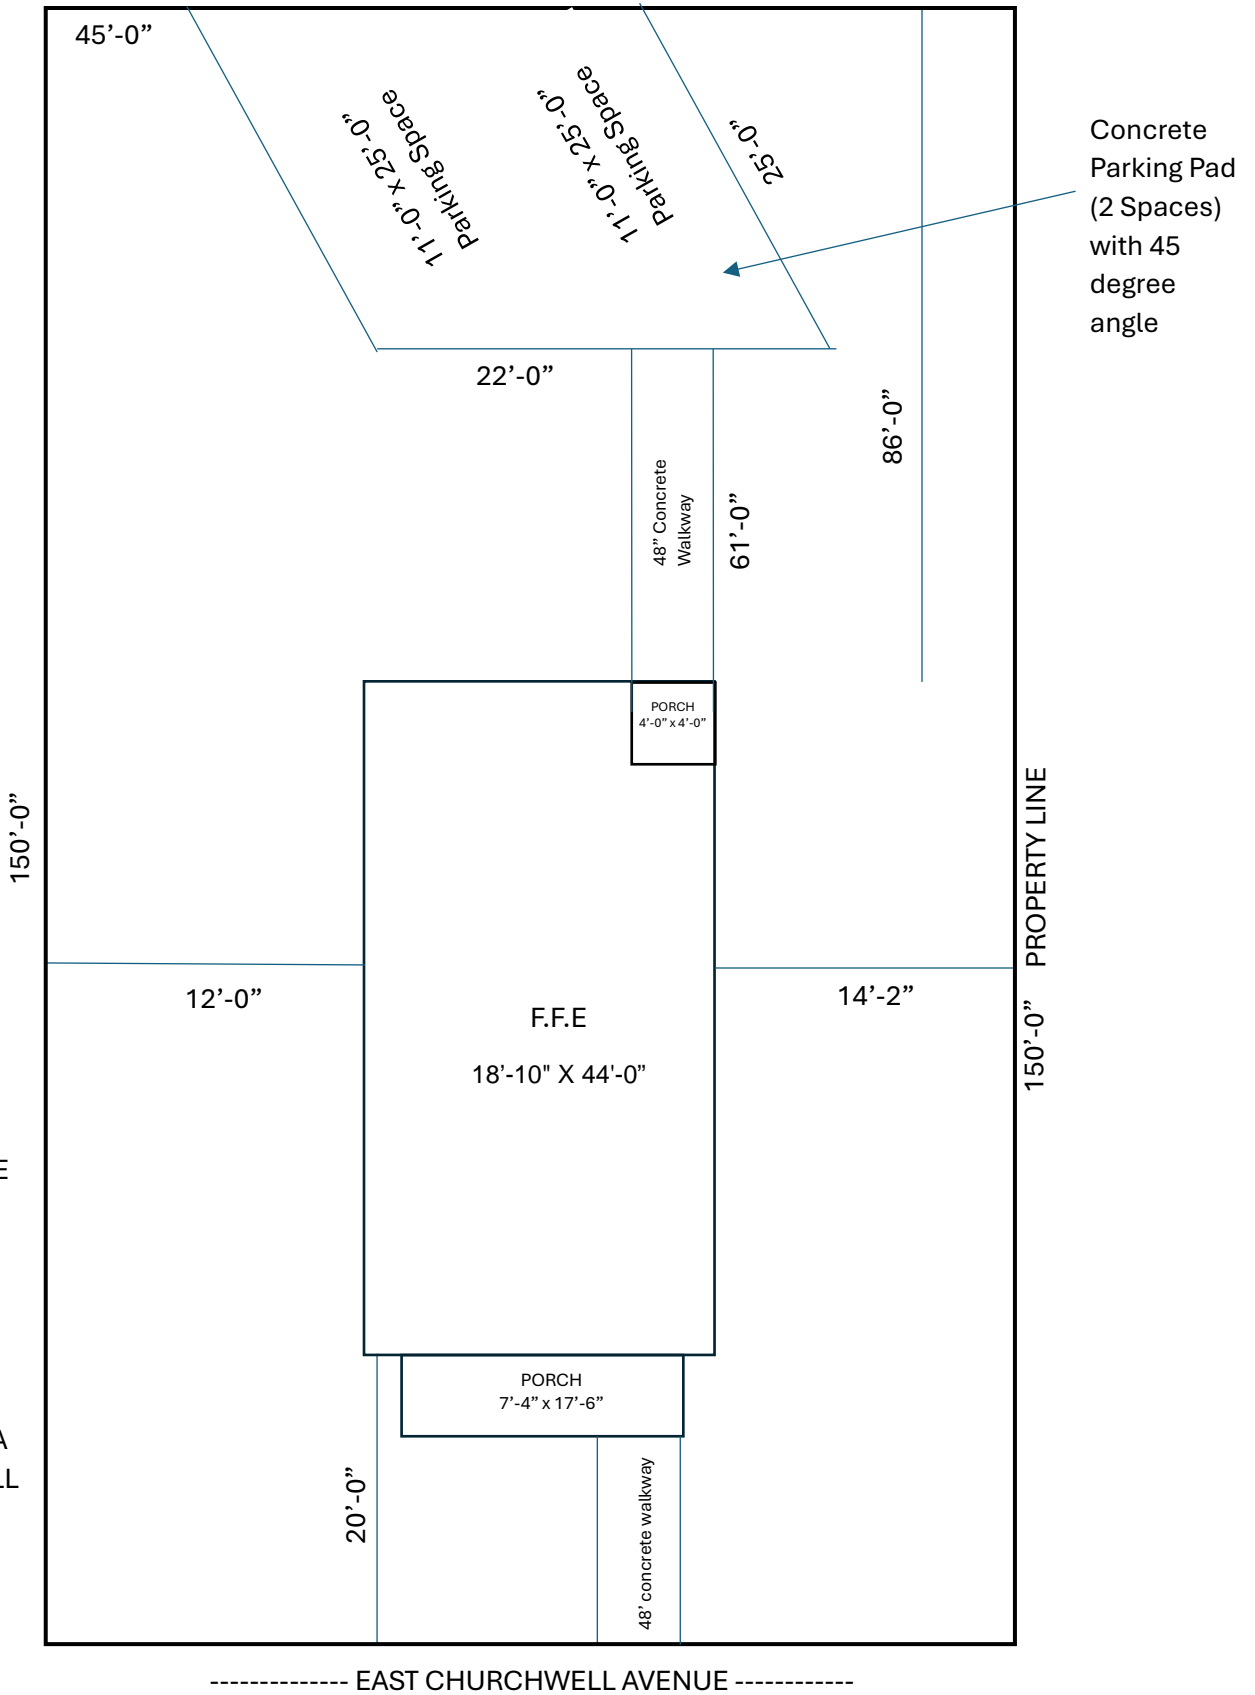 45’-0”
11’-0” x 25’-0”
Parking Space
11’-0” x 25’-0”
Parking Space
25’-0”
Concrete
Parking Pad
(2 Spaces)
with 45
degree
angle
22’-0”
86’-0”
48” Concrete
Walkway
61’-0”
PORCH
4’-0” x 4’-0”
150’-0”
PROPERTY LINE
12’-0”
14’-2”
150’-0”
F.F.E
18’-10" X 44'-0”
E
PORCH
7’-4” x 17’-6”
A
LL
20’-0”
48’ concrete walkway
-------------- EAST CHURCHWELL AVENUE ------------